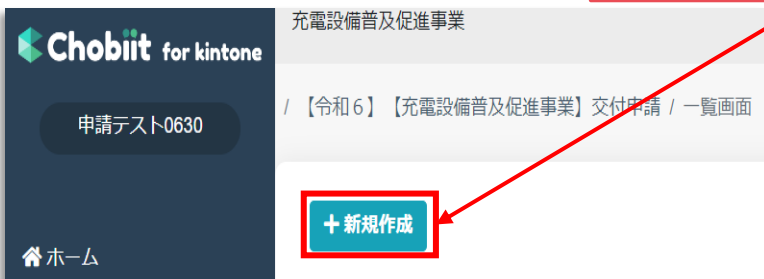 Chobiit for kintone
申請テスト0630
ホーム
充電設備普及促進事業
/ 【令和６】【充電設備普及促進事業】交付申請 / 一覧画面
+ 新規作成